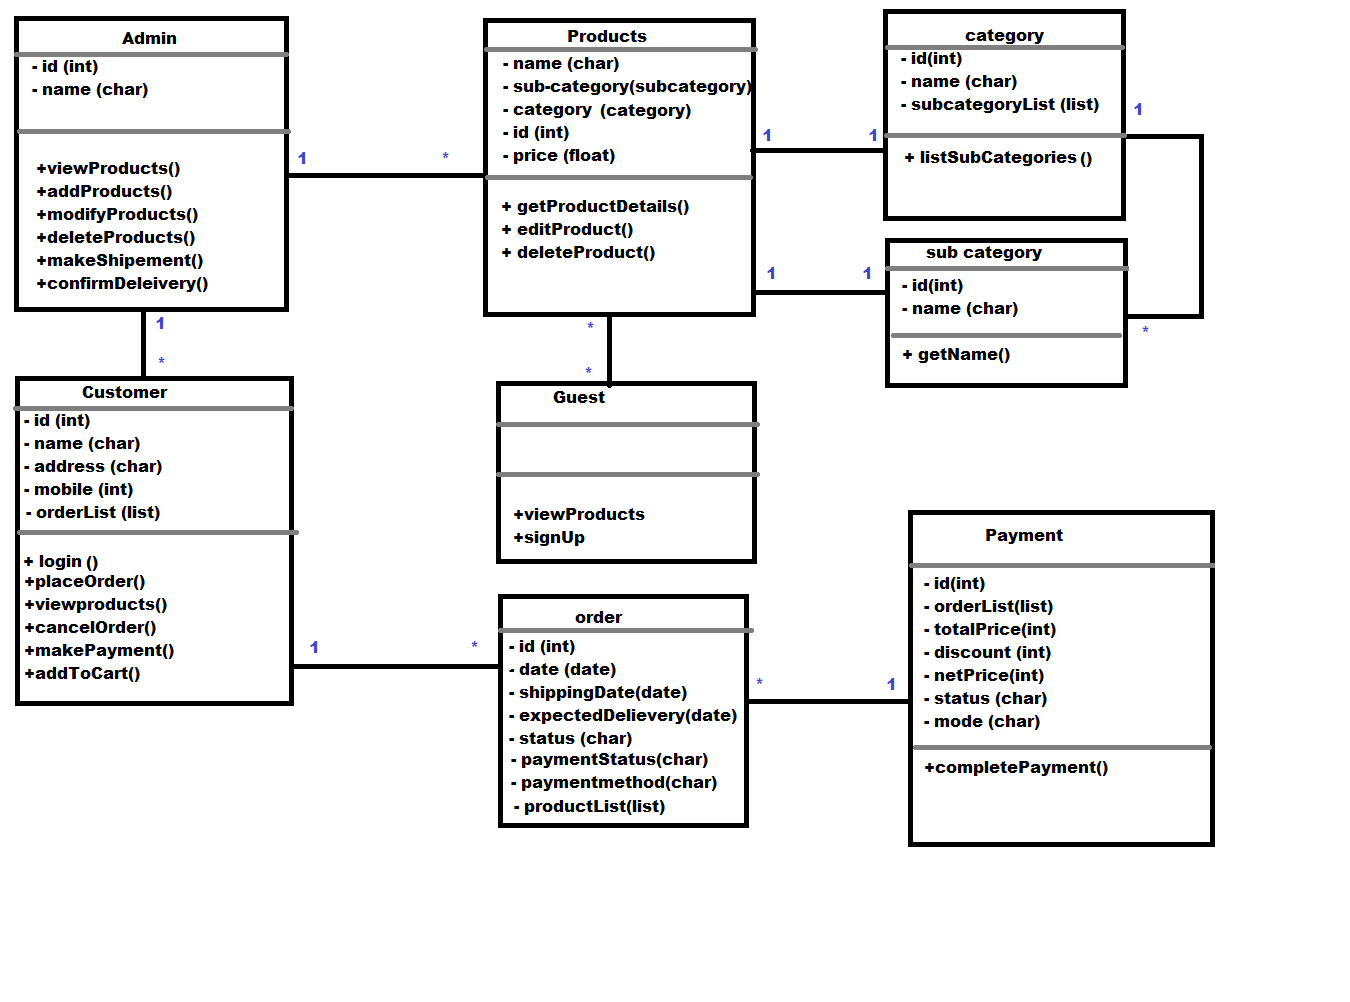 Admin
- id (int)
- name (char)
+viewProducts()
+addProducts()
+modifyProducts()
+deleteProducts()
+makeShipement()
+confirmDeleivery()
1
*
Products
- name (char)
- sub-category(subcategory)
- category (category)
- id (int)
- price (float)
+ getProductDetails()
+ editProduct()
+ deleteProduct()
1
1
category
- id(int)
- name (char)
- subcategoryList (list)
+ listSubCategories ()
1
1
1
sub category
- id(int)
- name (char)
+ getName()
*
1
*
Customer
- id (int)
- name (char)
- address (char)
- mobile (int)
- orderList (list)
+ login ()
+placeOrder()
+viewproducts()
+cancelOrder()
+makePayment()
+addToCart()
*
*
Guest
+viewProducts
+signUp
1
*
order
- id (int)
- date (date)
- shippingDate(date)
- expectedDelievery(date)
- status (char)
- paymentStatus(char)
- paymentmethod(char)
- productList(list)
*
1
Payment
- id(int)
- orderList(list)
- totalPrice(int)
- discount (int)
- netPrice(int)
- status (char)
- mode (char)
+completePayment()